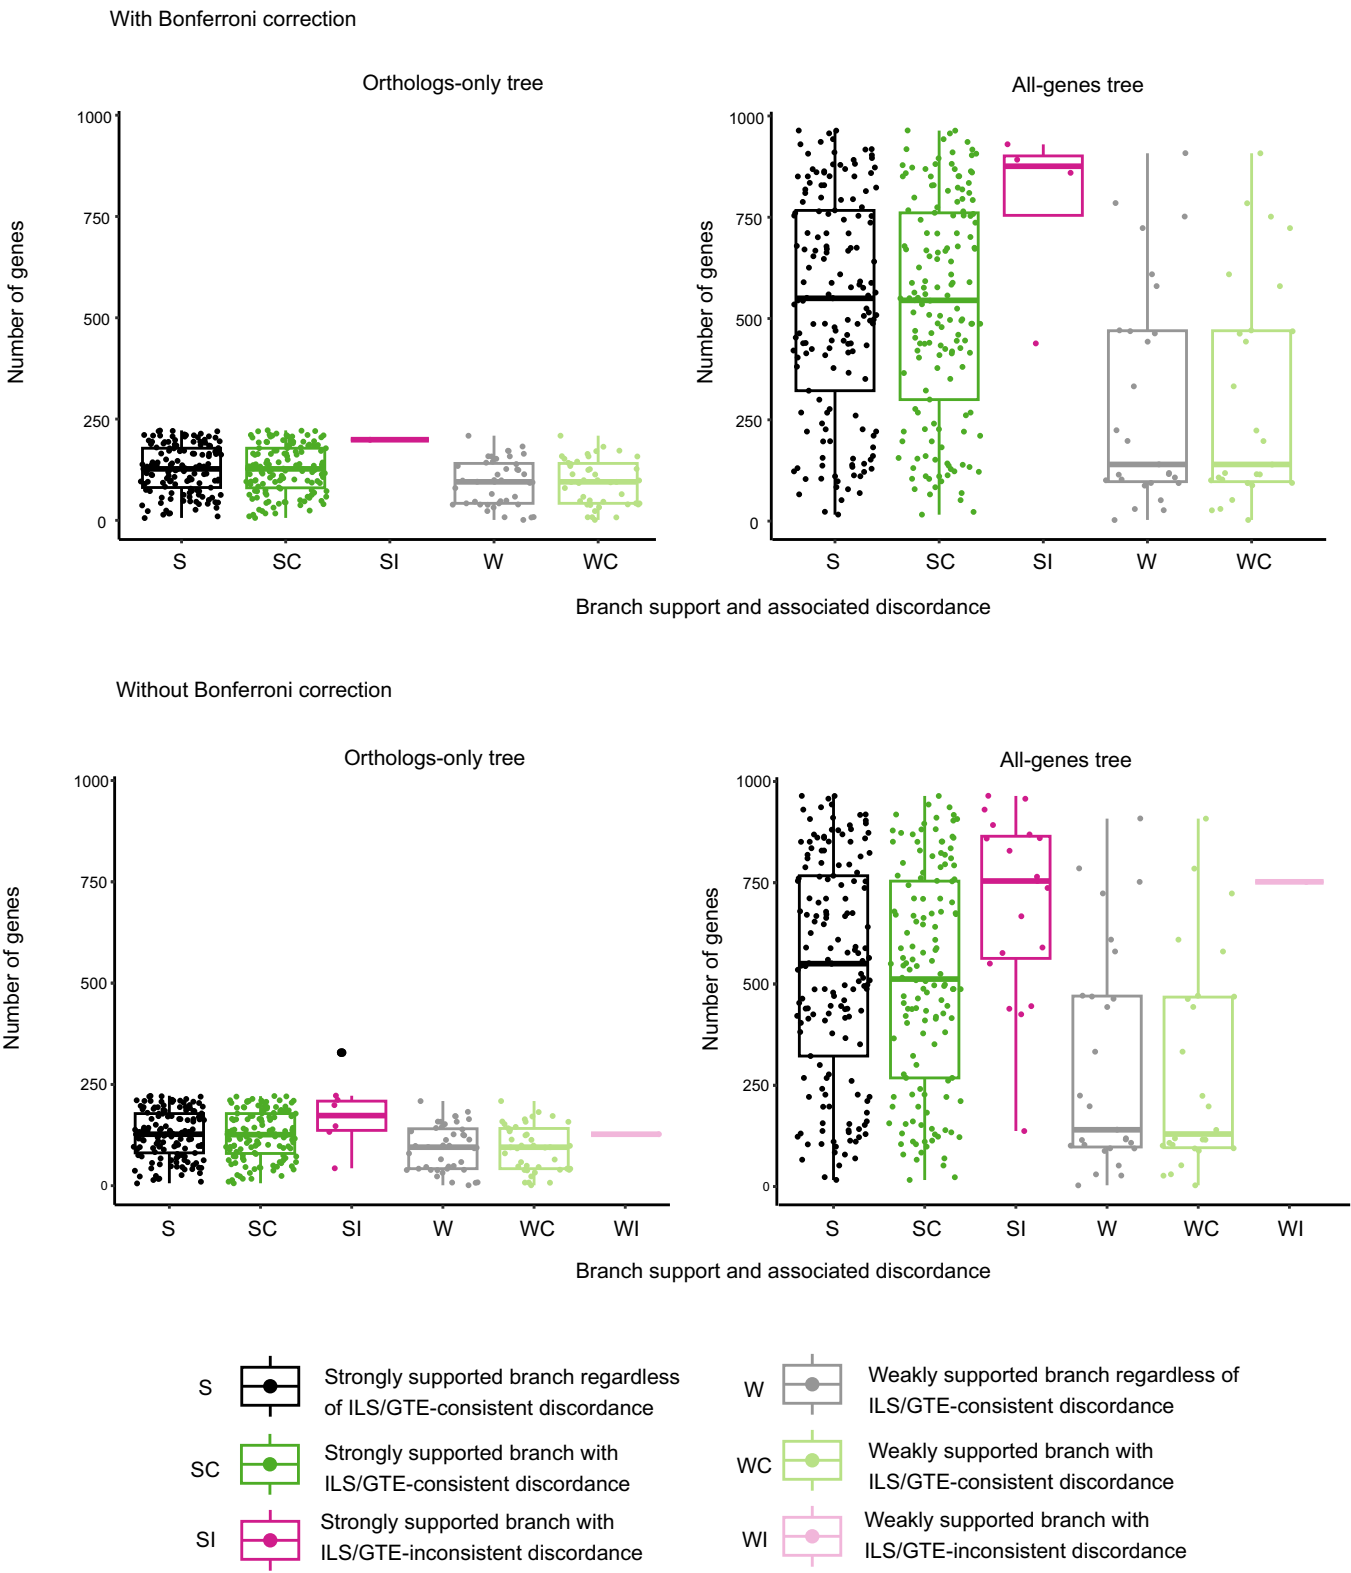 With Bonferroni correction
Orthologs-only tree
All-genes tree
Number of genes
1000
750
500
250
0
S
SC
SI
W
WC
Number of genes
1000
750
500
250
0
S
SC
SI
W
WC
Branch support and associated discordance
Without Bonferroni correction
Orthologs-only tree
All-genes tree
Number of genes
1000
750
500
250
0
S
SC
SI
W
WC
WI
Number of genes
1000
750
500
250
0
S
SC
SI
W
WC
WI
Branch support and associated discordance
S
Strongly supported branch regardless
of ILS/GTE-consistent discordance
SC
Strongly supported branch with
ILS/GTE-consistent discordance
SI
Strongly supported branch with
ILS/GTE-inconsistent discordance
W
Weakly supported branch regardless of
ILS/GTE-consistent discordance
WC
Weakly supported branch with
ILS/GTE-consistent discordance
WI
Weakly supported branch with
ILS/GTE-inconsistent discordance